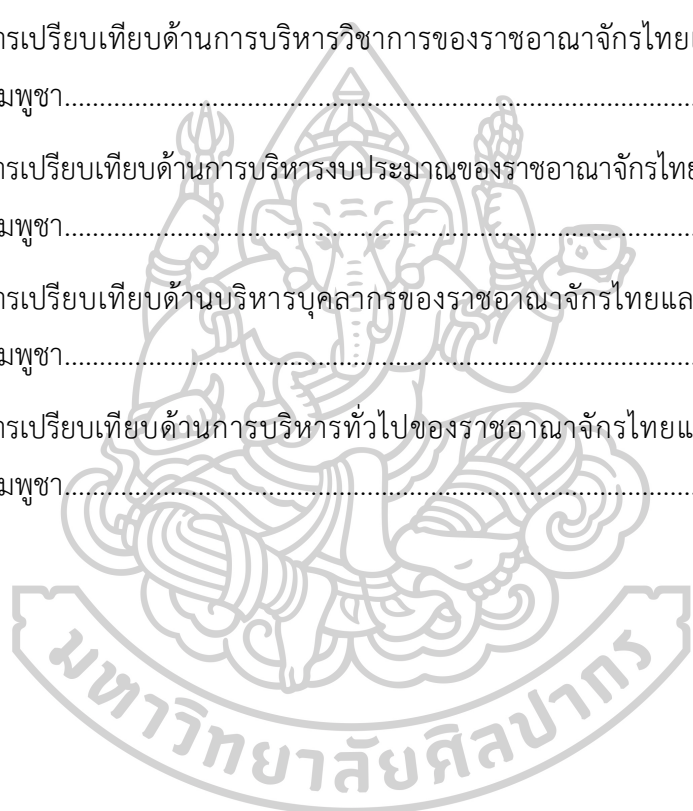 ารเปรียบเทียบด้านการบริหารวิชาการของราชอาณาจักรไทยแ
มพูชา................................................................................
ารเปรียบเทียบด้านการบริหารงบประมาณของราชอาณาจักรไทย
มพูชา................................................................................
ารเปรียบเทียบด้านบริหารบุคลากรของราชอาณาจักรไทยแล
มพูชา................................................................................
ารเปรียบเทียบด้านการบริหารทั่วไปของราชอาณาจักรไทยแ
มพูชา................................................................................
มหาวิทยาลัยศิลปากร